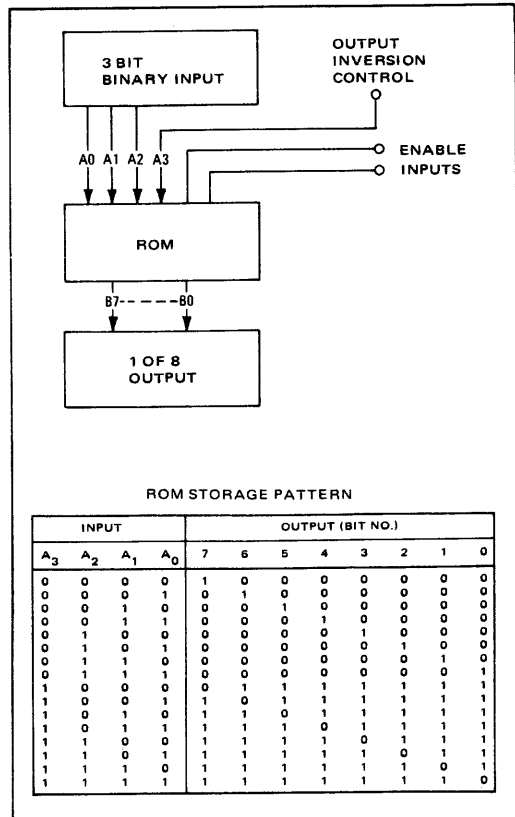 3 BIT
BINARY INPUT
OUTPUT
INVERSION
CONTROL
A0 A1 A2 A3
ENABLE
INPUTS
ROM
B7 B0
1 OF 8
OUTPUT
ROM STORAGE PATTERN
INPUT OUTPUT (BIT NO.)
A3 A2 A1 A0 7 6 5 4 3 2 1 0
0 0 0 0 1 0 0 0 0 0 0 0
0 0 0 1 0 1 0 0 0 0 0 0
0 0 1 0 0 0 1 0 0 0 0 0
0 0 1 1 0 0 0 1 0 0 0 0
0 1 0 0 0 0 0 0 1 0 0 0
0 1 0 1 0 0 0 0 0 1 0 0
0 1 1 0 0 0 0 0 0 0 1 0
0 1 1 1 0 0 0 0 0 0 0 1
1 0 0 0 0 1 1 1 1 1 1 1
1 0 0 1 1 0 1 1 1 1 1 1
1 0 1 0 1 1 0 1 1 1 1 1
1 0 1 1 1 1 1 0 1 1 1 1
1 1 0 0 1 1 1 1 0 1 1 1
1 1 0 1 1 1 1 1 1 0 1 1
1 1 1 0 1 1 1 1 1 1 0 1
1 1 1 1 1 1 1 1 1 1 1 0